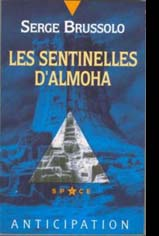 SERGE BRUSSOLO
LES SENTINELLES
D'ALMOHA
SPACE
ANTICIPATION